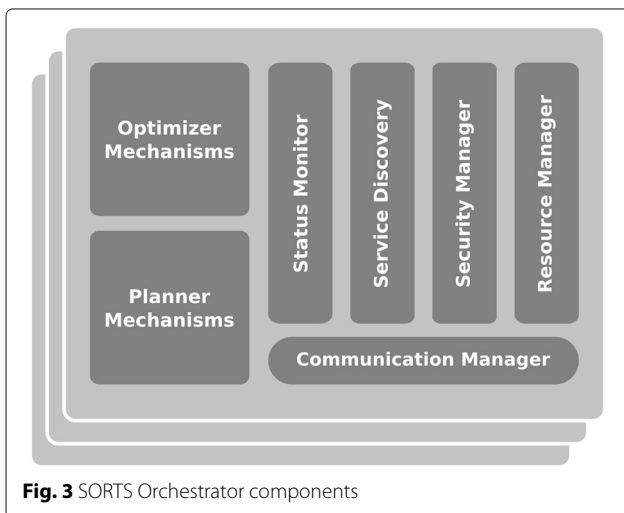 Optimizer
Mechanisms
Planner
Mechanisms
Status Monitor
Service Discovery
Security Manager
Resource Manager
Communication Manager
Fig. 3 SORTS Orchestrator components